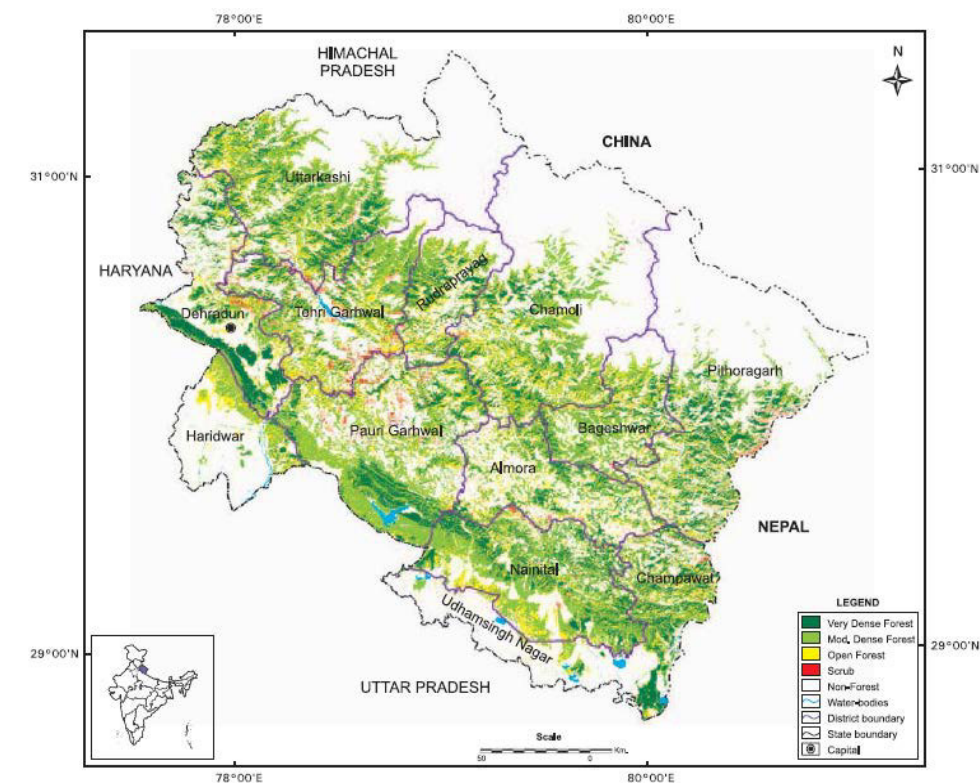 78°00'E
80°00'E
HIMACHAL
PRADESH
N
CHINA
31°00'N
31°00'N
Uttarkashi
HARYANA
Rudraprayag
Dehradun
Tehri Garhwal
Chamoli
Pithoragarh
Haridwar
Pauri Garhwal
Bageshwar
Almora
NEPAL
Nainital
Champawat
Udhamsingh Nagar
LEGEND
Very Dense Forest
Mod. Dense Forest
Open Forest
Scrub
Non-Forest
Water-bodies
District boundary
State boundary
Capital
29°00'N
29°00'N
UTTAR PRADESH
Scale
50
0
Km.
78°00'E
80°00'E